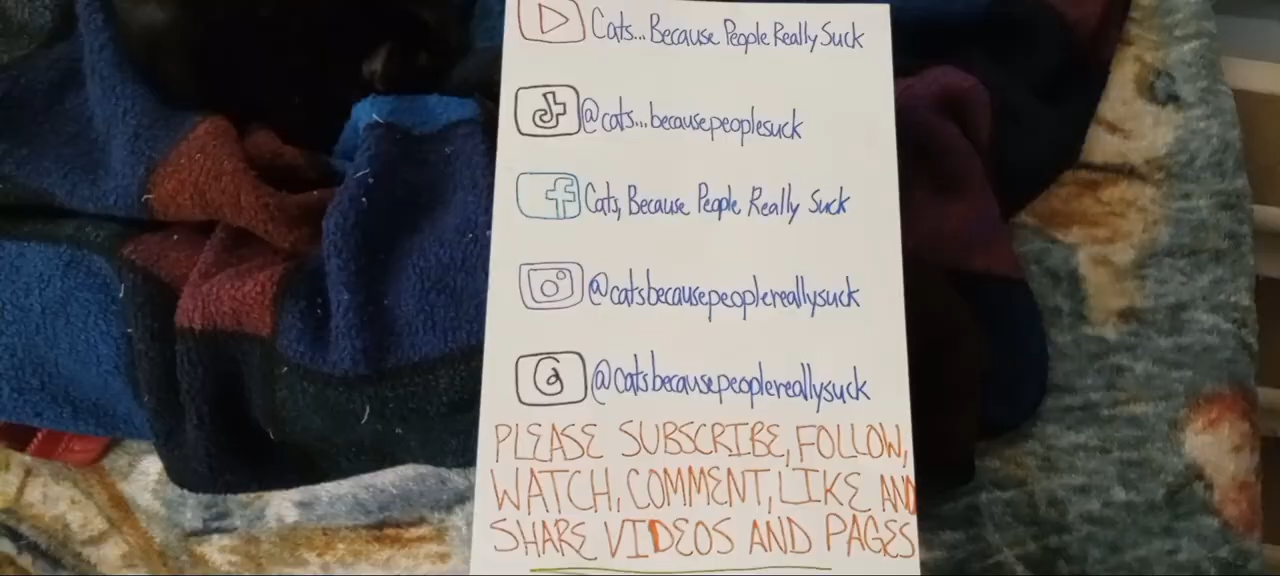 Cats...Because People Really Suck
@cats...becausepeoplesuck
Cats, Because People Really Suck
@catsbecausepeoplereallysuck
@catsbecausepeoplereallysuck
PLEASE SUBSCRIBE, FOLLOW,
WATCH, COMMENT, LIKE AND
SHARE VIDEOS AND PAGES